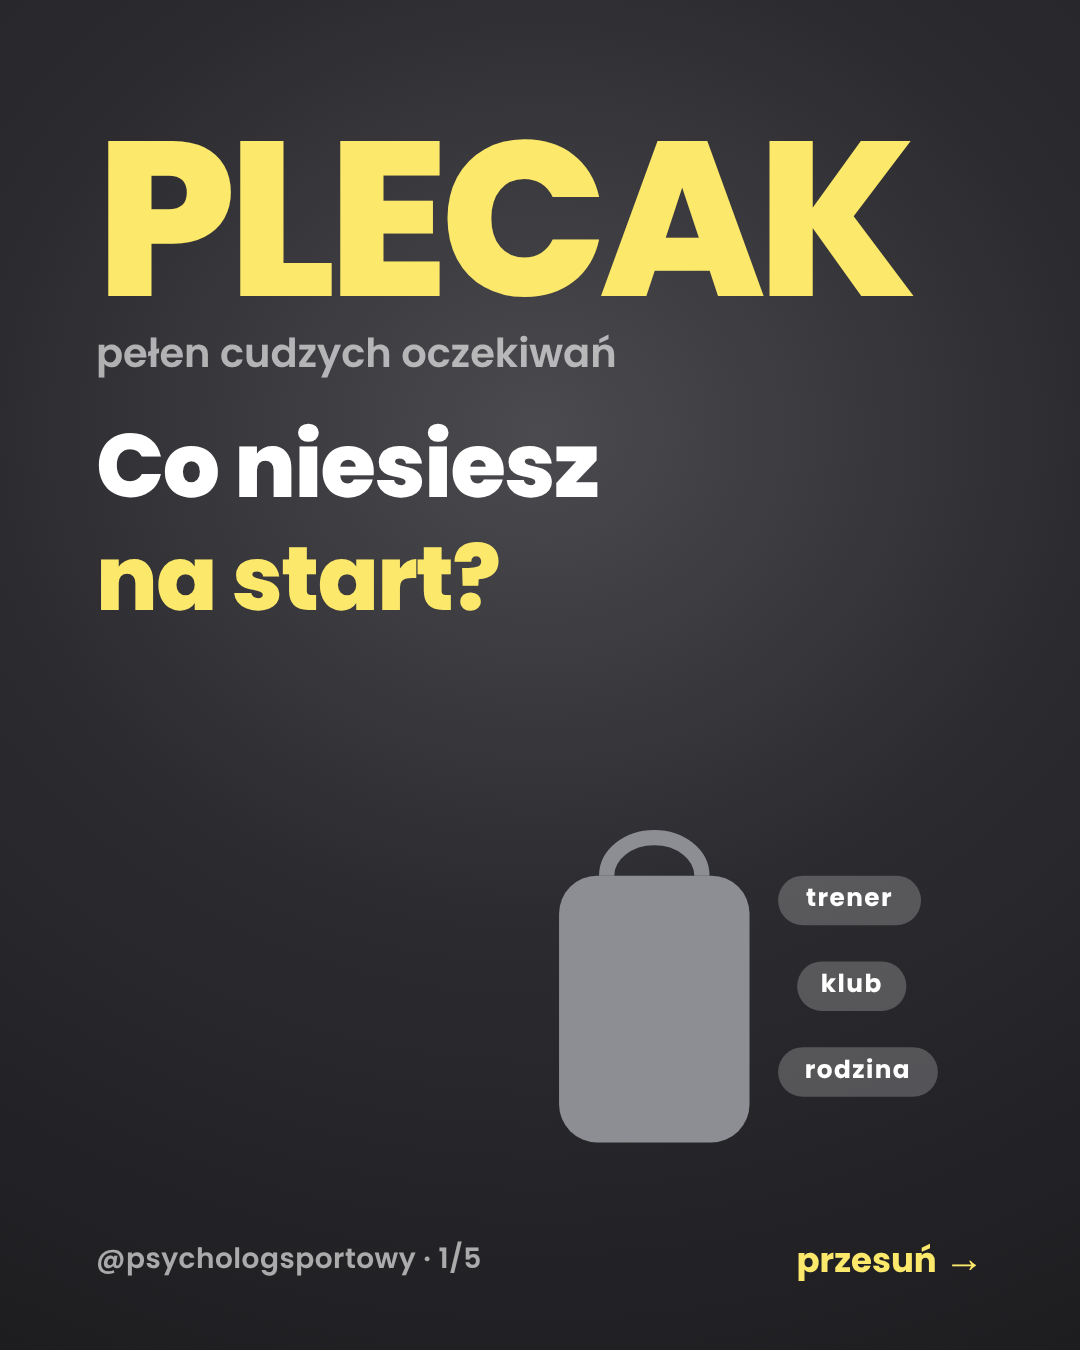 PLECAK
pełen cudzych oczekiwań
Co niesiesz
na start?
trener
klub
rodzina
@psychologsportowy · 1/5
przesuń →